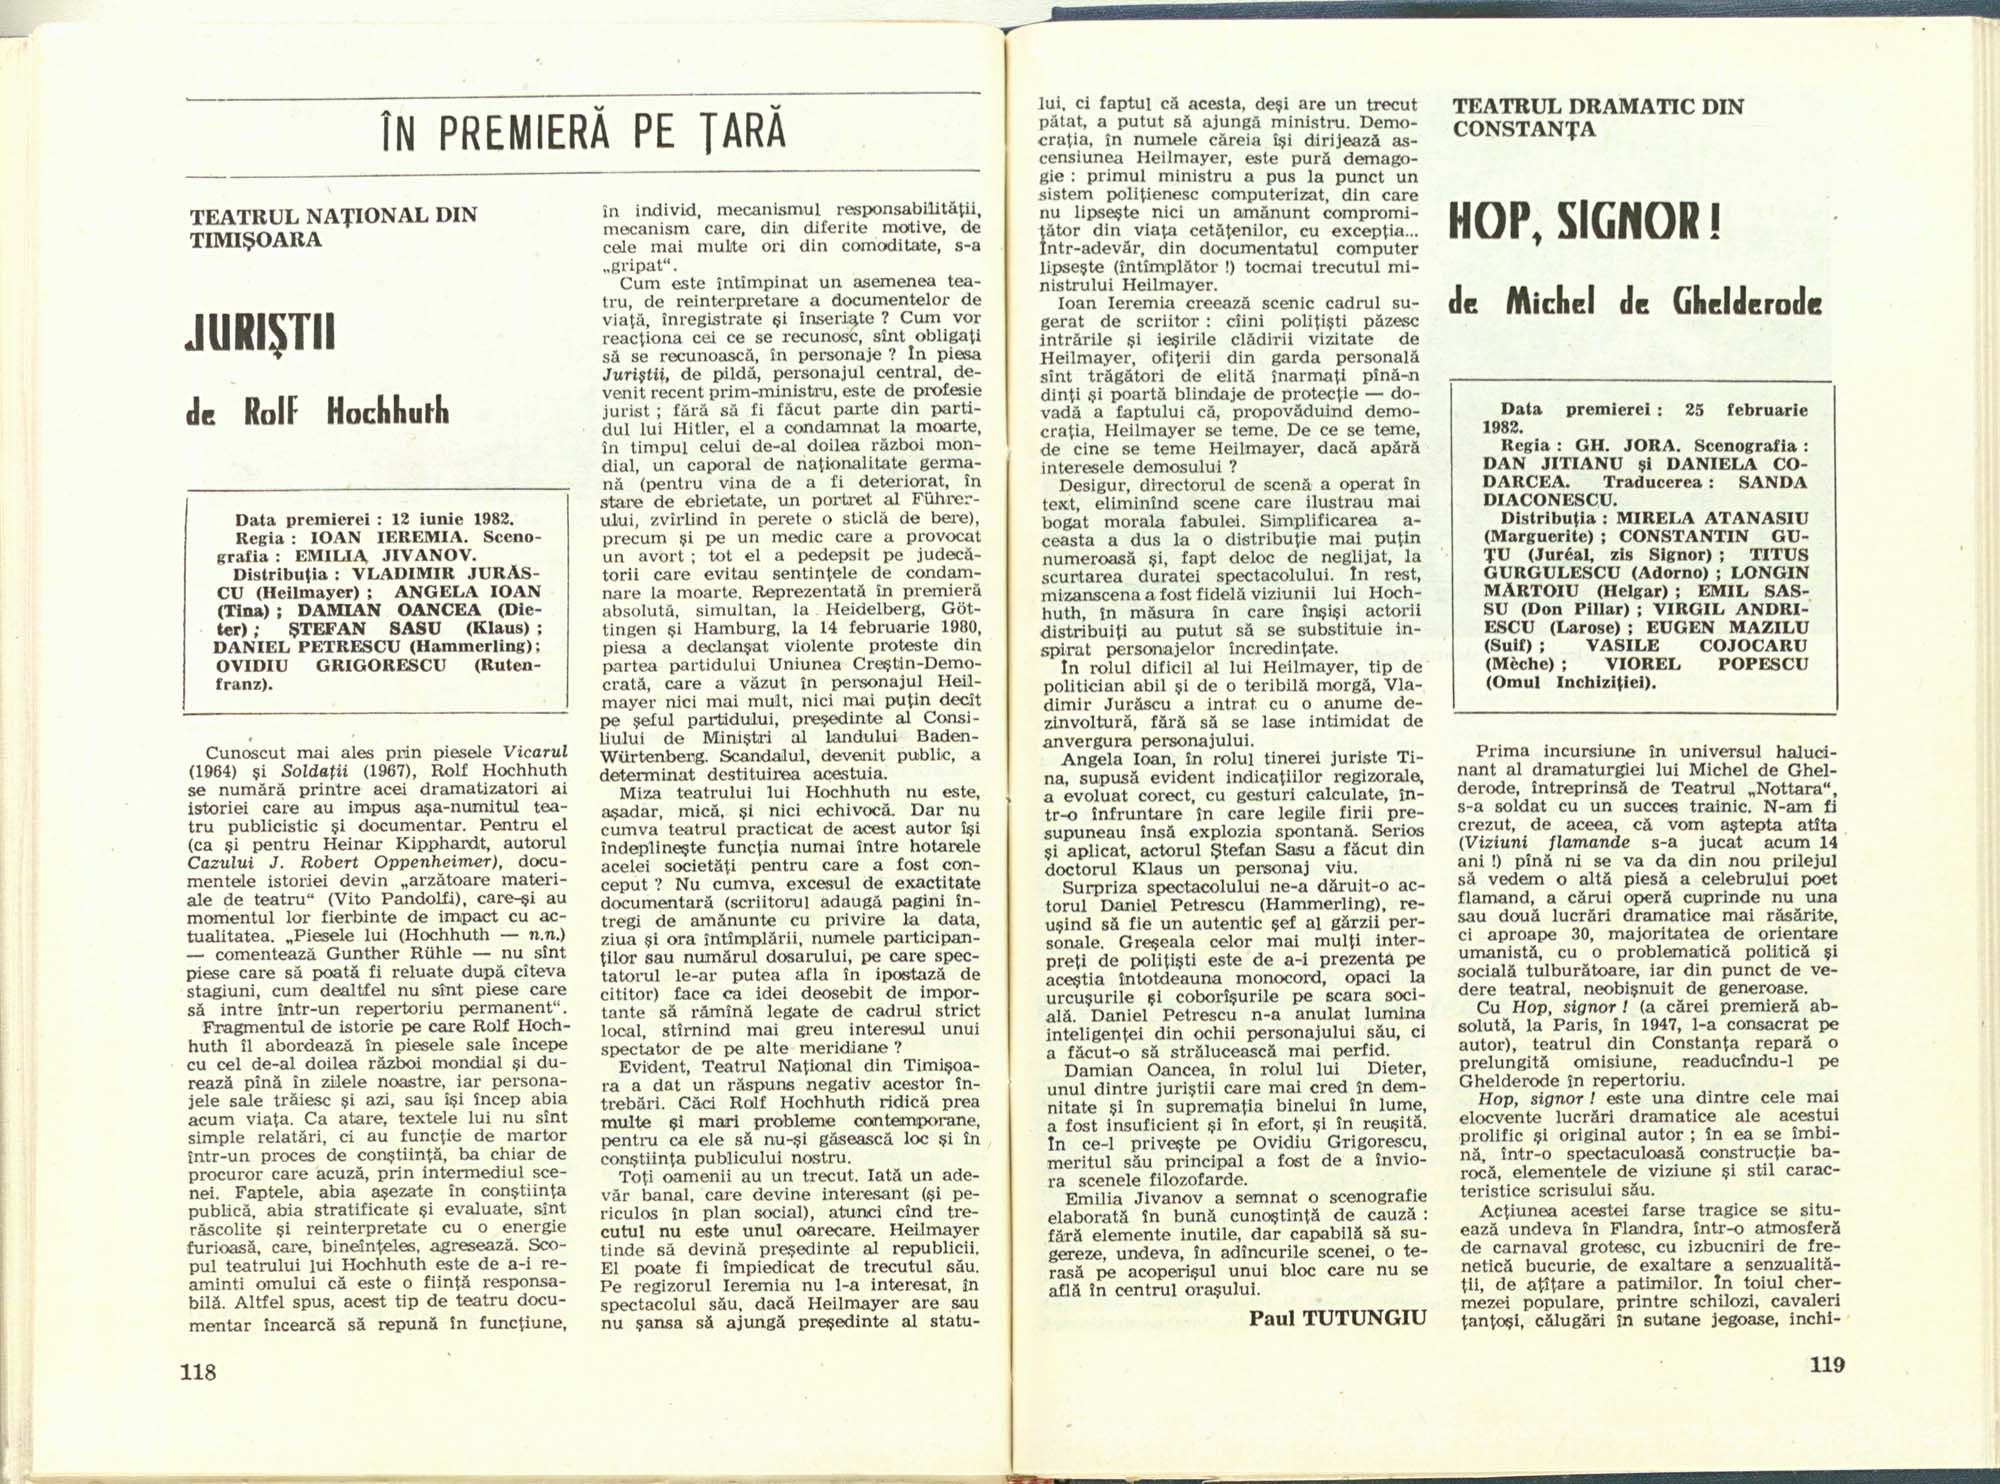 ÎN PREMIERĂ PE ȚARĂ
TEATRUL NAȚIONAL DIN
TIMIȘOARA
JURIȘTII
de Rolf Hochhuth
Data premierei : 12 iunie 1982.
Regia : IOAN IEREMIA. Sceno-
grafia : EMILIA JIVANOV.
Distribuția : VLADIMIR JURĂS-
CU (Heilmayer) ; ANGELA IOAN
(Tina) ; DAMIAN OANCEA (Die-
ter) ; ȘTEFAN SASU (Klaus) ;
DANIEL PETRESCU (Hammerling) ;
OVIDIU GRIGORESCU (Ruten-
franz).
Cunoscut mai ales prin piesele Vicarul
(1964) și Soldații (1967), Rolf Hochhuth
se numără printre acei dramatizatori ai
istoriei care au impus așa-numitul tea-
tru publicistic și documentar. Pentru el
(ca și pentru Heinar Kipphardt, autorul
Cazului J. Robert Oppenheimer), docu-
mentele istoriei devin „arzătoare materi-
ale de teatru“ (Vito Pandolfi), care-și au
momentul lor fierbinte de impact cu ac-
tualitatea. „Piesele lui (Hochhuth — n.n.)
— comentează Gunther Rühle — nu sînt
piese care să poată fi reluate după cîteva
stagiuni, cum dealtfel nu sînt piese care
să intre într-un repertoriu permanent“.
Fragmentul de istorie pe care Rolf Hoch-
huth îl abordează în piesele sale începe
cu cel de-al doilea război mondial și du-
rează pînă în zilele noastre, iar persona-
jele sale trăiesc și azi, sau își încep abia
acum viața. Ca atare, textele lui nu sînt
simple relatări, ci au funcție de martor
într-un proces de conștiință, ba chiar de
procuror care acuză, prin intermediul sce-
nei. Faptele, abia așezate în conștiința
publică, abia stratificate și evaluate, sînt
răscolite și reinterpretate cu o energie
furioasă, care, bineînțeles, agresează. Sco-
pul teatrului lui Hochhuth este de a-i re-
aminti omului că este o ființă responsa-
bilă. Altfel spus, acest tip de teatru docu-
mentar încearcă să repună în funcțiune,
118
în individ, mecanismul responsabilității,
mecanism care, din diferite motive, de
cele mai multe ori din comoditate, s-a
„gripat“.
Cum este întîmpinat un asemenea tea-
tru, de reinterpretare a documentelor de
viață, înregistrate și înseriate ? Cum vor
reacționa cei ce se recunosc, sînt obligați
să se recunoască, în personaje ? În piesa
Juriștii, de pildă, personajul central, de-
venit recent prim-ministru, este de profesie
jurist ; fără să fi făcut parte din parti-
dul lui Hitler, el a condamnat la moarte,
în timpul celui de-al doilea război mon-
dial, un caporal de naționalitate germa-
nă (pentru vina de a fi deteriorat, în
stare de ebrietate, un portret al Führer-
ului, zvîrlind în perete o sticlă de bere),
precum și pe un medic care a provocat
un avort ; tot el a pedepsit pe judecă-
torii care evitau sentințele de condam-
nare la moarte. Reprezentată în premieră
absolută, simultan, la Heidelberg, Göt-
tingen și Hamburg, la 14 februarie 1980,
piesa a declanșat violente proteste din
partea partidului Uniunea Creștin-Demo-
crată, care a văzut în personajul Heil-
mayer nici mai mult, nici mai puțin decît
pe șeful partidului, președinte al Consi-
liului de Miniștri al landului Baden-
Würtenberg. Scandalul, devenit public, a
determinat destituirea acestuia.
Miza teatrului lui Hochhuth nu este,
așadar, mică, și nici echivocă. Dar nu
cumva teatrul practicat de acest autor își
îndeplinește funcția numai între hotarele
acelei societăți pentru care a fost con-
ceput ? Nu cumva, excesul de exactitate
documentară (scriitorul adaugă pagini în-
tregi de amănunte cu privire la data,
ziua și ora întîmplării, numele participan-
ților sau numărul dosarului, pe care spec-
tatorul le-ar putea afla în ipostază de
cititor) face ca idei deosebit de impor-
tante să rămînă legate de cadrul strict
local, stîrnind mai greu interesul unui
spectator de pe alte meridiane ?
Evident, Teatrul Național din Timișoa-
ra a dat un răspuns negativ acestor în-
trebări. Căci Rolf Hochhuth ridică prea
multe și mari probleme contemporane,
pentru ca ele să nu-și găsească loc și în
conștiința publicului nostru.
Toți oamenii au un trecut. Iată un ade-
văr banal, care devine interesant (și pe-
riculos în plan social), atunci cînd tre-
cutul nu este unul oarecare. Heilmayer
tinde să devină președinte al republicii.
El poate fi împiedicat de trecutul său.
Pe regizorul Ieremia nu l-a interesat, în
spectacolul său, dacă Heilmayer are sau
nu șansa să ajungă președinte al statu-
lui, ci faptul că acesta, deși are un trecut
pătat, a putut să ajungă ministru. Demo-
crația, în numele căreia își dirijează as-
censiunea Heilmayer, este pură demago-
gie : primul ministru a pus la punct un
sistem polițienesc computerizat, din care
nu lipsește nici un amănunt compromi-
țător din viața cetățenilor, cu excepția...
Într-adevăr, din documentatul computer
lipsește (întîmplător !) tocmai trecutul mi-
nistrului Heilmayer.
Ioan Ieremia creează scenic cadrul su-
gerat de scriitor : cîini polițiști păzesc
intrările și ieșirile clădirii vizitate de
Heilmayer, ofițerii din garda personală
sînt trăgători de elită înarmați pînă-n
dinți și poartă blindaje de protecție — do-
vadă a faptului că, propovăduind demo-
crația, Heilmayer se teme. De ce se teme,
de cine se teme Heilmayer, dacă apără
interesele demosului ?
Desigur, directorul de scenă a operat în
text, eliminînd scene care ilustrau mai
bogat morala fabulei. Simplificarea a-
ceasta a dus la o distribuție mai puțin
numeroasă și, fapt deloc de neglijat, la
scurtarea duratei spectacolului. În rest,
mizanscena a fost fidelă viziunii lui Hoch-
huth, în măsura în care înșiși actorii
distribuiți au putut să se substituie in-
spirat personajelor încredințate.
În rolul dificil al lui Heilmayer, tip de
politician abil și de o teribilă morgă, Vla-
dimir Jurăscu a intrat cu o anume de-
zinvoltură, fără să se lase intimidat de
anvergura personajului.
Angela Ioan, în rolul tinerei juriste Ti-
na, supusă evident indicațiilor regizorale,
a evoluat corect, cu gesturi calculate, în-
tr-o înfruntare în care legile firii pre-
supuneau însă explozia spontană. Serios
și aplicat, actorul Ștefan Sasu a făcut din
doctorul Klaus un personaj viu.
Surpriza spectacolului ne-a dăruit-o ac-
torul Daniel Petrescu (Hammerling), re-
ușind să fie un autentic șef al gărzii per-
sonale. Greșeala celor mai mulți inter-
preți de polițiști este de a-i prezenta pe
aceștia întotdeauna monocord, opaci la
urcușurile și coborîșurile pe scara soci-
ală. Daniel Petrescu n-a anulat lumina
inteligenței din ochii personajului său, ci
a făcut-o să strălucească mai perfid.
Damian Oancea, în rolul lui Dieter,
unul dintre juriștii care mai cred în dem-
nitate și în supremația binelui în lume,
a fost insuficient și în efort, și în reușită.
În ce-l privește pe Ovidiu Grigorescu,
meritul său principal a fost de a învio-
ra scenele filozofarde.
Emilia Jivanov a semnat o scenografie
elaborată în bună cunoștință de cauză :
fără elemente inutile, dar capabilă să su-
gereze, undeva, în adîncurile scenei, o te-
rasă pe acoperișul unui bloc care nu se
află în centrul orașului.
Paul TUTUNGIU
TEATRUL DRAMATIC DIN
CONSTANȚA
HOP, SIGNOR !
de Michel de Ghelderode
Data premierei : 25 februarie
1982.
Regia : GH. JORA. Scenografia :
DAN JITIANU și DANIELA CO-
DARCEA. Traducerea : SANDA
DIACONESCU.
Distribuția : MIRELA ATANASIU
(Marguerite) ; CONSTANTIN GU-
ȚU (Juréal, zis Signor) ; TITUS
GURGULESCU (Adorno) ; LONGIN
MĂRTOIU (Helgar) ; EMIL SAS-
SU (Don Pillar) ; VIRGIL ANDRI-
ESCU (Larose) ; EUGEN MAZILU
(Suif) ; VASILE COJOCARU
(Mèche) ; VIOREL POPESCU
(Omul Inchiziției).
Prima incursiune în universul haluci-
nant al dramaturgiei lui Michel de Ghel-
derode, întreprinsă de Teatrul „Nottara“,
s-a soldat cu un succes trainic. N-am fi
crezut, de aceea, că vom aștepta atîta
(Viziuni flamande s-a jucat acum 14
ani !) pînă ni se va da din nou prilejul
să vedem o altă piesă a celebrului poet
flamand, a cărui operă cuprinde nu una
sau două lucrări dramatice mai răsărite,
ci aproape 30, majoritatea de orientare
umanistă, cu o problematică politică și
socială tulburătoare, iar din punct de ve-
dere teatral, neobișnuit de generoase.
Cu Hop, signor ! (a cărei premieră ab-
solută, la Paris, în 1947, l-a consacrat pe
autor), teatrul din Constanța repară o
prelungită omisiune, readucîndu-l pe
Ghelderode în repertoriu.
Hop, signor ! este una dintre cele mai
elocvente lucrări dramatice ale acestui
prolific și original autor ; în ea se îmbi-
nă, într-o spectaculoasă construcție ba-
rocă, elementele de viziune și stil carac-
teristice scrisului său.
Acțiunea acestei farse tragice se situ-
ează undeva în Flandra, într-o atmosferă
de carnaval grotesc, cu izbucniri de fre-
netică bucurie, de exaltare a senzualită-
ții, de ațîțare a patimilor. În toiul cher-
mezei populare, printre schilozi, cavaleri
țanțoși, călugări în sutane jegoase, inchi-
119